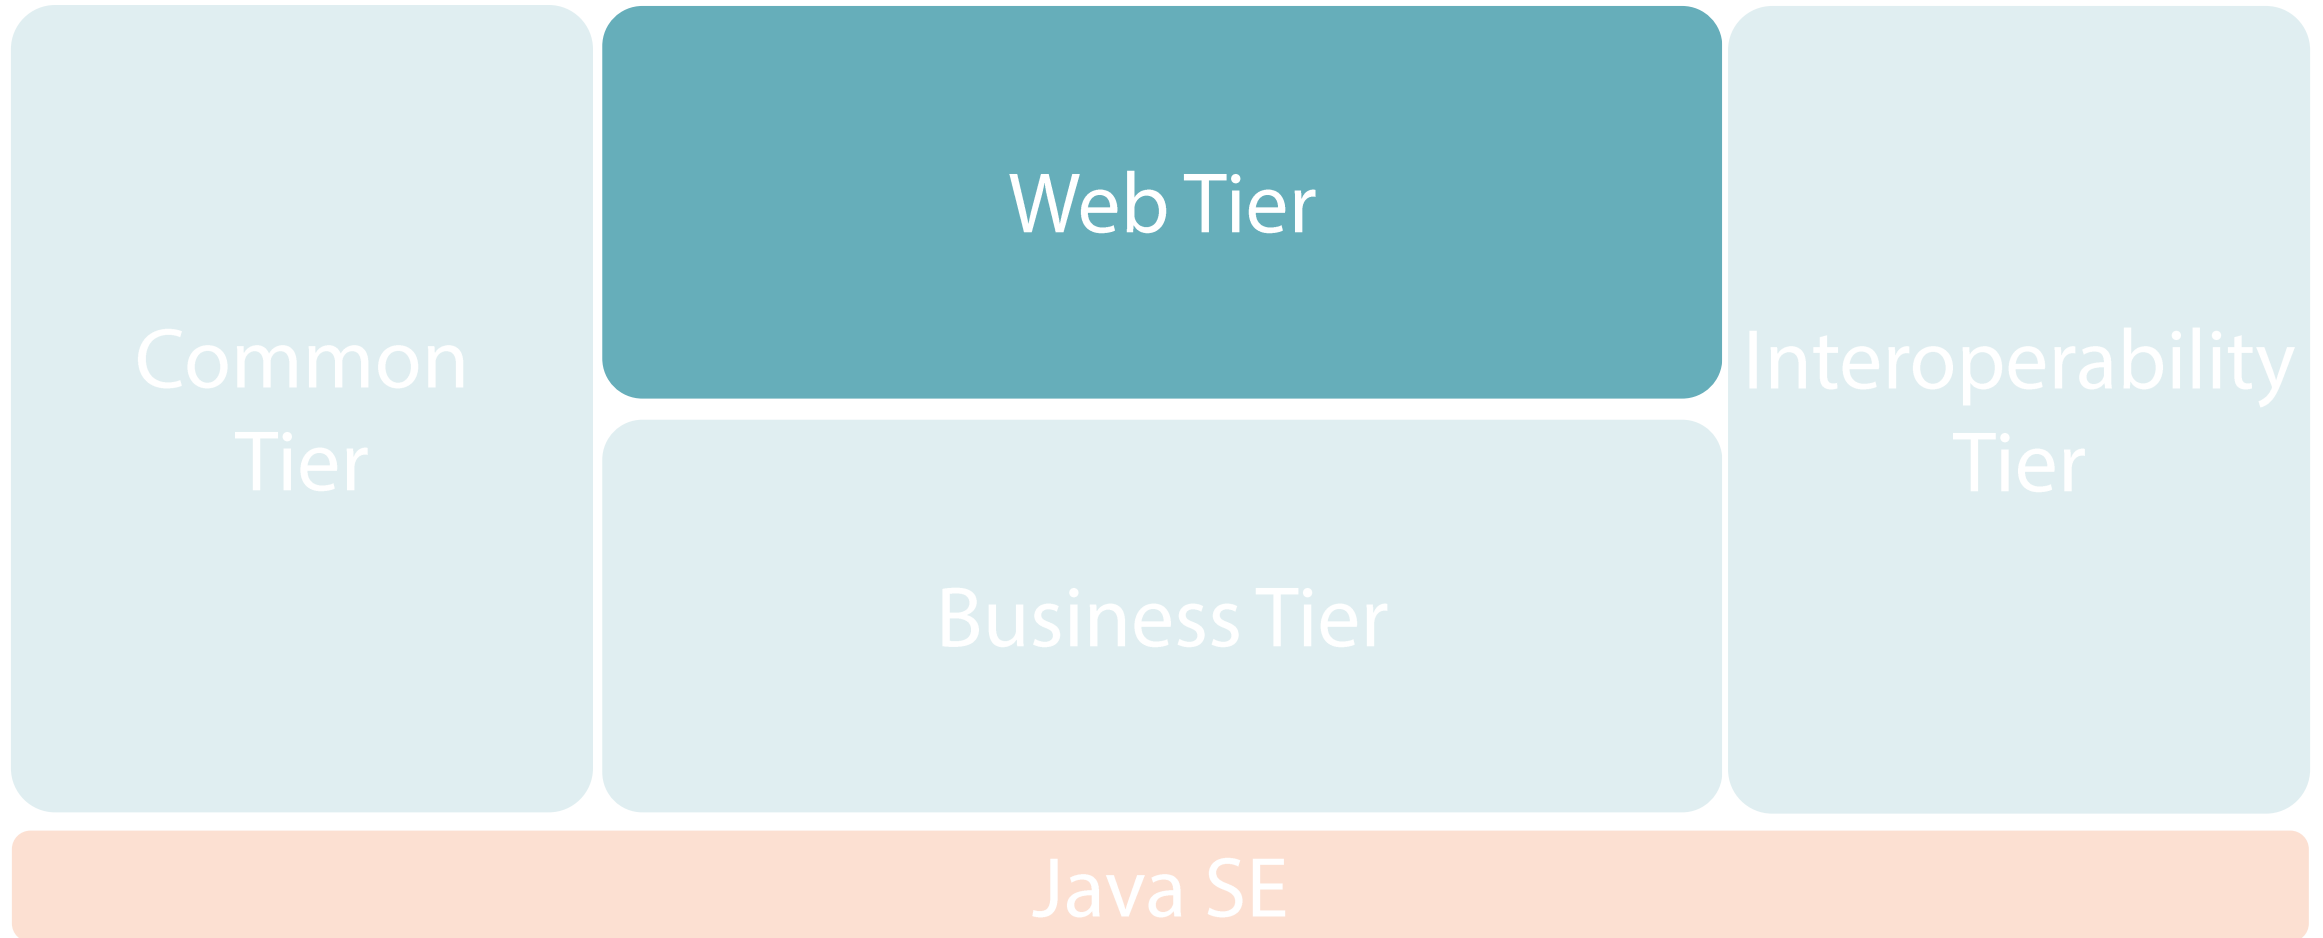 Common
Tier
Web Tier
Business Tier
Interoperability
Tier
Java SE